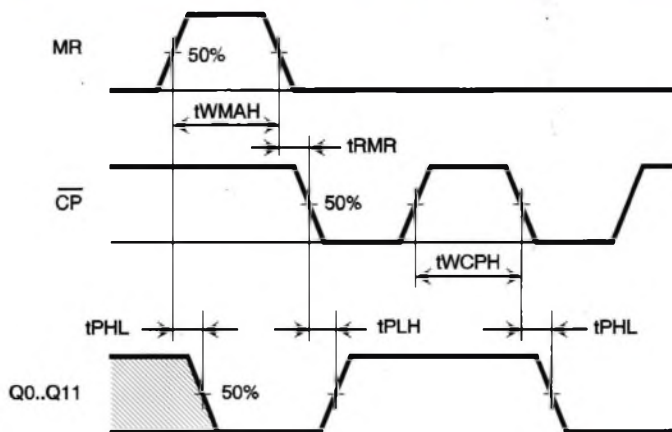 MR
50%
tWMAH
tRMR
CP
50%
tWCPH
tPHL
tPLH
tPHL
Q0..Q11
50%